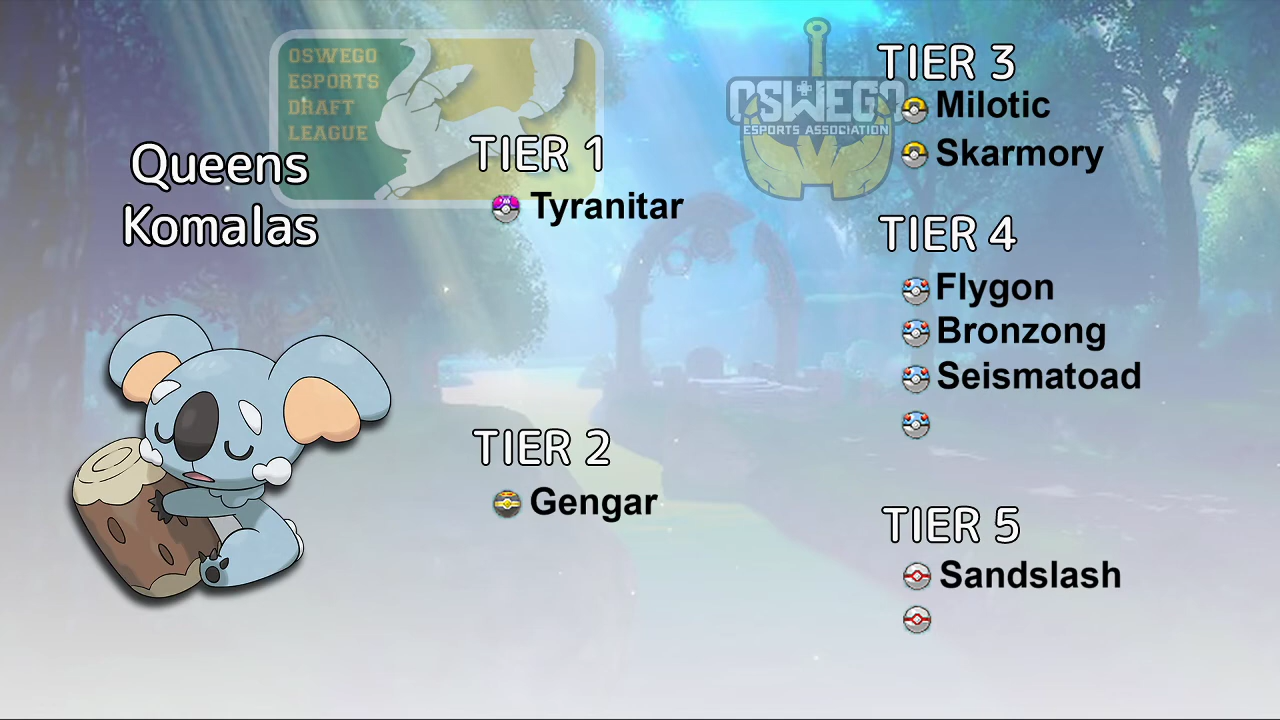 OSWEGO
ESPORTS
DRAFT
LEAGUE
OSWEGO
ESPORTS ASSOCIATION
Queens
Komalas
TIER 1
Tyranitar
TIER 2
Gengar
TIER 3
Milotic
Skarmory
TIER 4
Flygon
Bronzong
Seismatoad
TIER 5
Sandslash